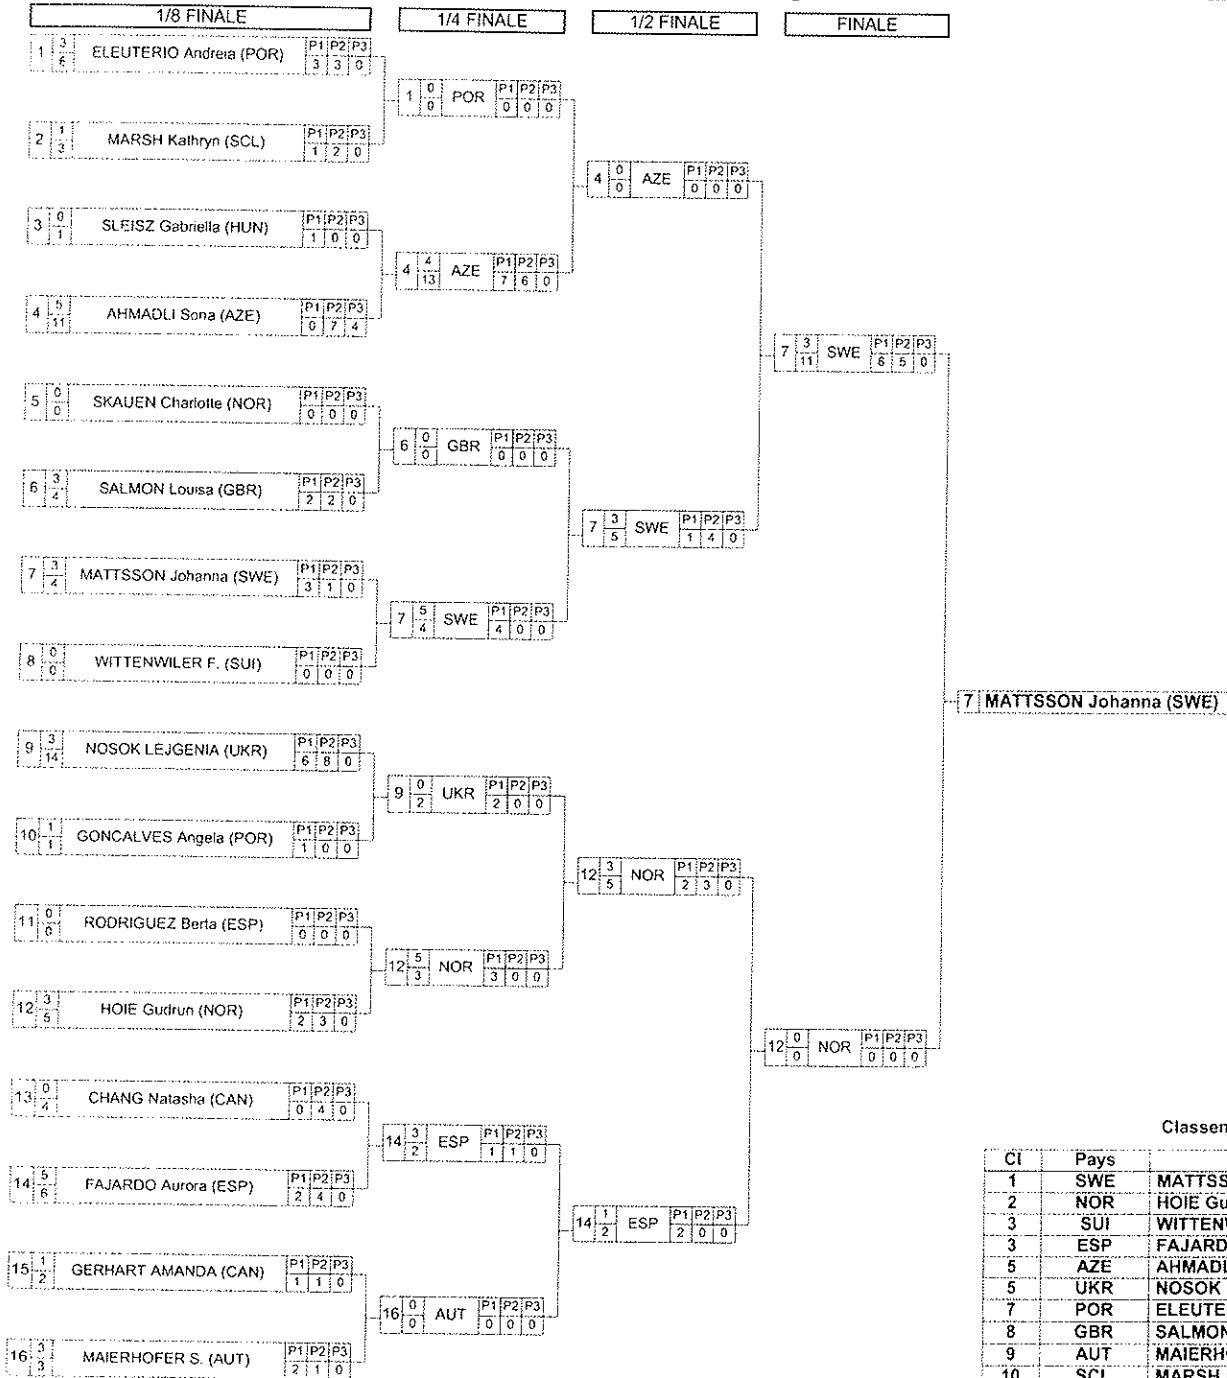 1/8 FINALE 1/4 FINALE 1/2 FINALE FINALE
1 3 6 ELEUTERIO Andreia (POR) P1 P2 P3 3 3 0
1 0 0 POR P1 P2 P3 0 0 0
2 1 3 MARSH Kathryn (SCL) P1 P2 P3 1 2 0
4 0 0 AZE P1 P2 P3 0 0 0
3 0 1 SLEISZ Gabriella (HUN) P1 P2 P3 1 0 0
4 4 13 AZE P1 P2 P3 7 6 0
4 5 11 AHMADLI Sona (AZE) P1 P2 P3 0 7 4
7 3 11 SWE P1 P2 P3 6 5 0
5 0 0 SKAUEN Charlotte (NOR) P1 P2 P3 0 0 0
6 0 0 GBR P1 P2 P3 0 0 0
6 3 4 SALMON Louisa (GBR) P1 P2 P3 2 2 0
7 3 5 SWE P1 P2 P3 1 4 0
7 3 4 MATTSSON Johanna (SWE) P1 P2 P3 3 1 0
7 5 4 SWE P1 P2 P3 4 0 0
8 0 0 WITTENWILER F. (SUI) P1 P2 P3 0 0 0
7 MATTSSON Johanna (SWE)
9 3 14 NOSOK LEJGENIA (UKR) P1 P2 P3 6 8 0
9 0 2 UKR P1 P2 P3 2 0 0
10 1 1 GONCALVES Angela (POR) P1 P2 P3 1 0 0
12 3 5 NOR P1 P2 P3 2 3 0
11 0 0 RODRIGUEZ Berta (ESP) P1 P2 P3 0 0 0
12 5 3 NOR P1 P2 P3 3 0 0
12 3 5 HOIE Gudrun (NOR) P1 P2 P3 2 3 0
12 0 0 NOR P1 P2 P3 0 0 0
13 0 4 CHANG Natasha (CAN) P1 P2 P3 0 4 0
14 3 2 ESP P1 P2 P3 1 1 0
14 5 6 FAJARDO Aurora (ESP) P1 P2 P3 2 4 0
14 1 2 ESP P1 P2 P3 2 0 0
15 1 2 GERHART AMANDA (CAN) P1 P2 P3 1 1 0
16 0 0 AUT P1 P2 P3 0 0 0
16 3 3 MAIERHOFER S. (AUT) P1 P2 P3 2 1 0
Classen
Cl Pays
1 SWE MATTSS
2 NOR HOIE Gu
3 SUI WITTENW
3 ESP FAJARD
5 AZE AHMADL
5 UKR NOSOK
7 POR ELEUTE
8 GBR SALMON
9 AUT MAIERH
10 SCL MARSH